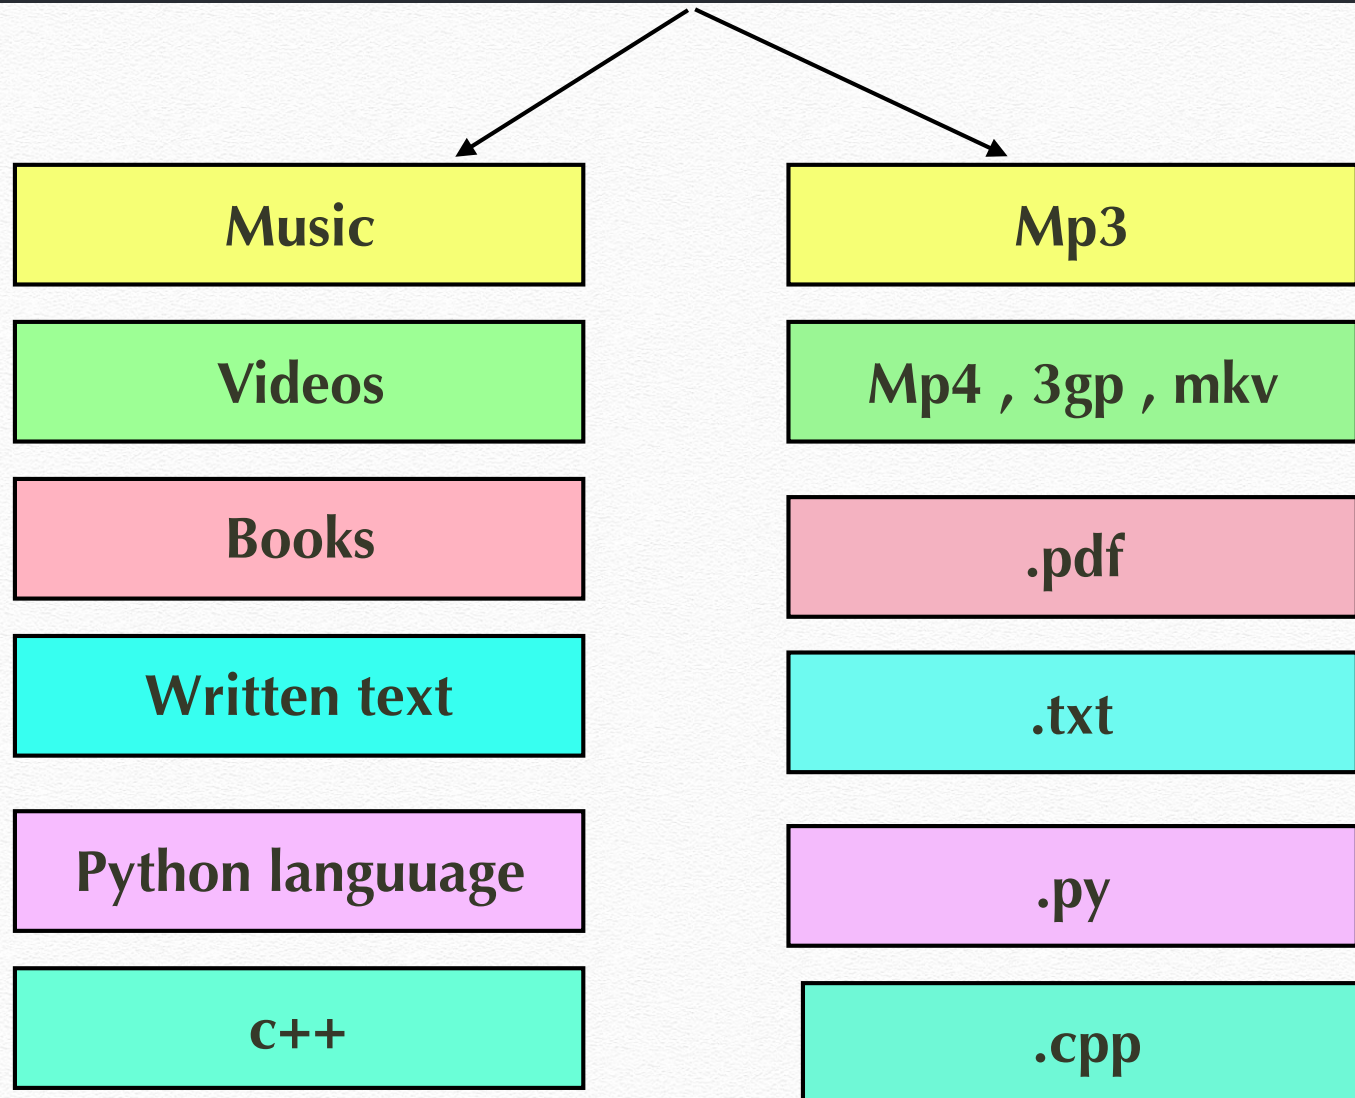 Music
Mp3
Videos
Mp4 , 3gp , mkv
Books
.pdf
Written text
.txt
Python languuage
.py
c++
.cpp